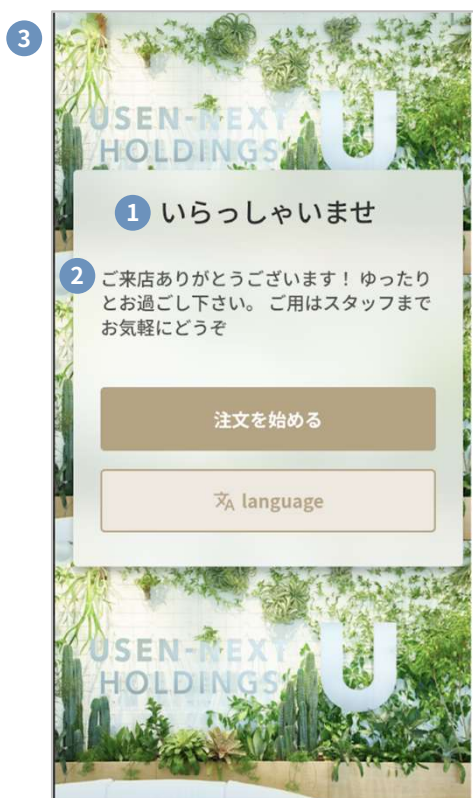 3
USEN-NEXT
HOLDINGS U
1 いらっしゃいませ
2 ご来店ありがとうございます！ ゆったり
とお過ごし下さい。 ご用はスタッフまで
お気軽にどうぞ
注文を始める
文A language
USEN-NEXT
HOLDINGS U